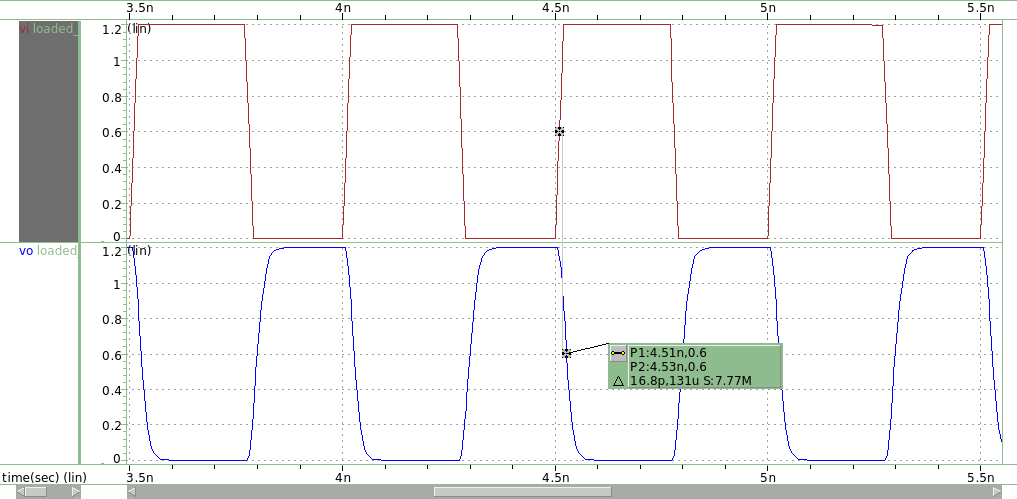 3.5n 4n 4.5n 5n 5.5n
vi loaded_
(lin)
1.2
1
0.8
0.6
0.4
0.2
0
vo loaded
(lin)
1.2
1
0.8
0.6
0.4
0.2
0
P1:4.51n,0.6
P2:4.53n,0.6
△ 16.8p,131u S:7.77M
time(sec) (lin)
3.5n 4n 4.5n 5n 5.5n